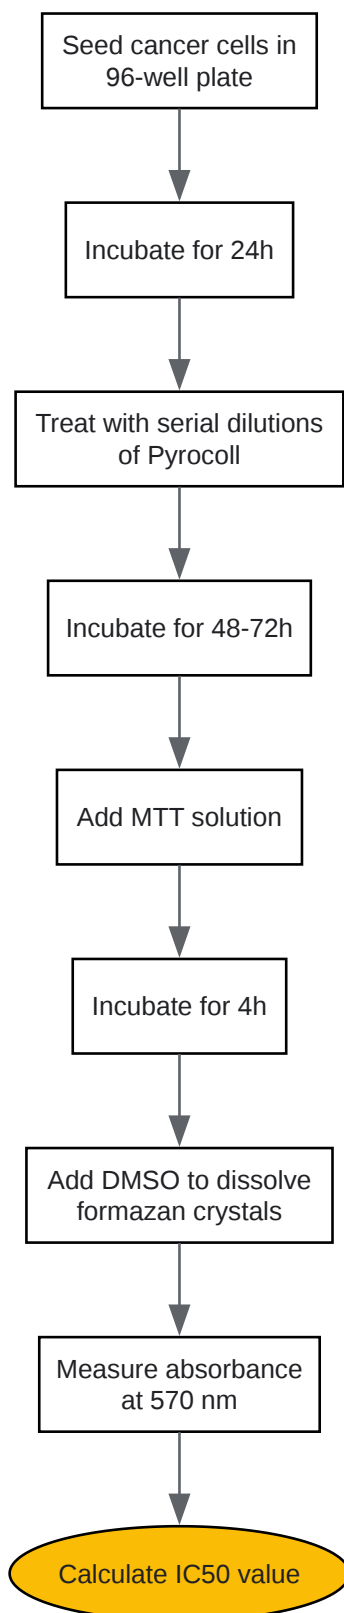 Seed cancer cells in
96-well plate
Incubate for 24h
Treat with serial dilutions
of Pyrocoll
Incubate for 48-72h
Add MTT solution
Incubate for 4h
Add DMSO to dissolve
formazan crystals
Measure absorbance
at 570 nm
Calculate IC50 value